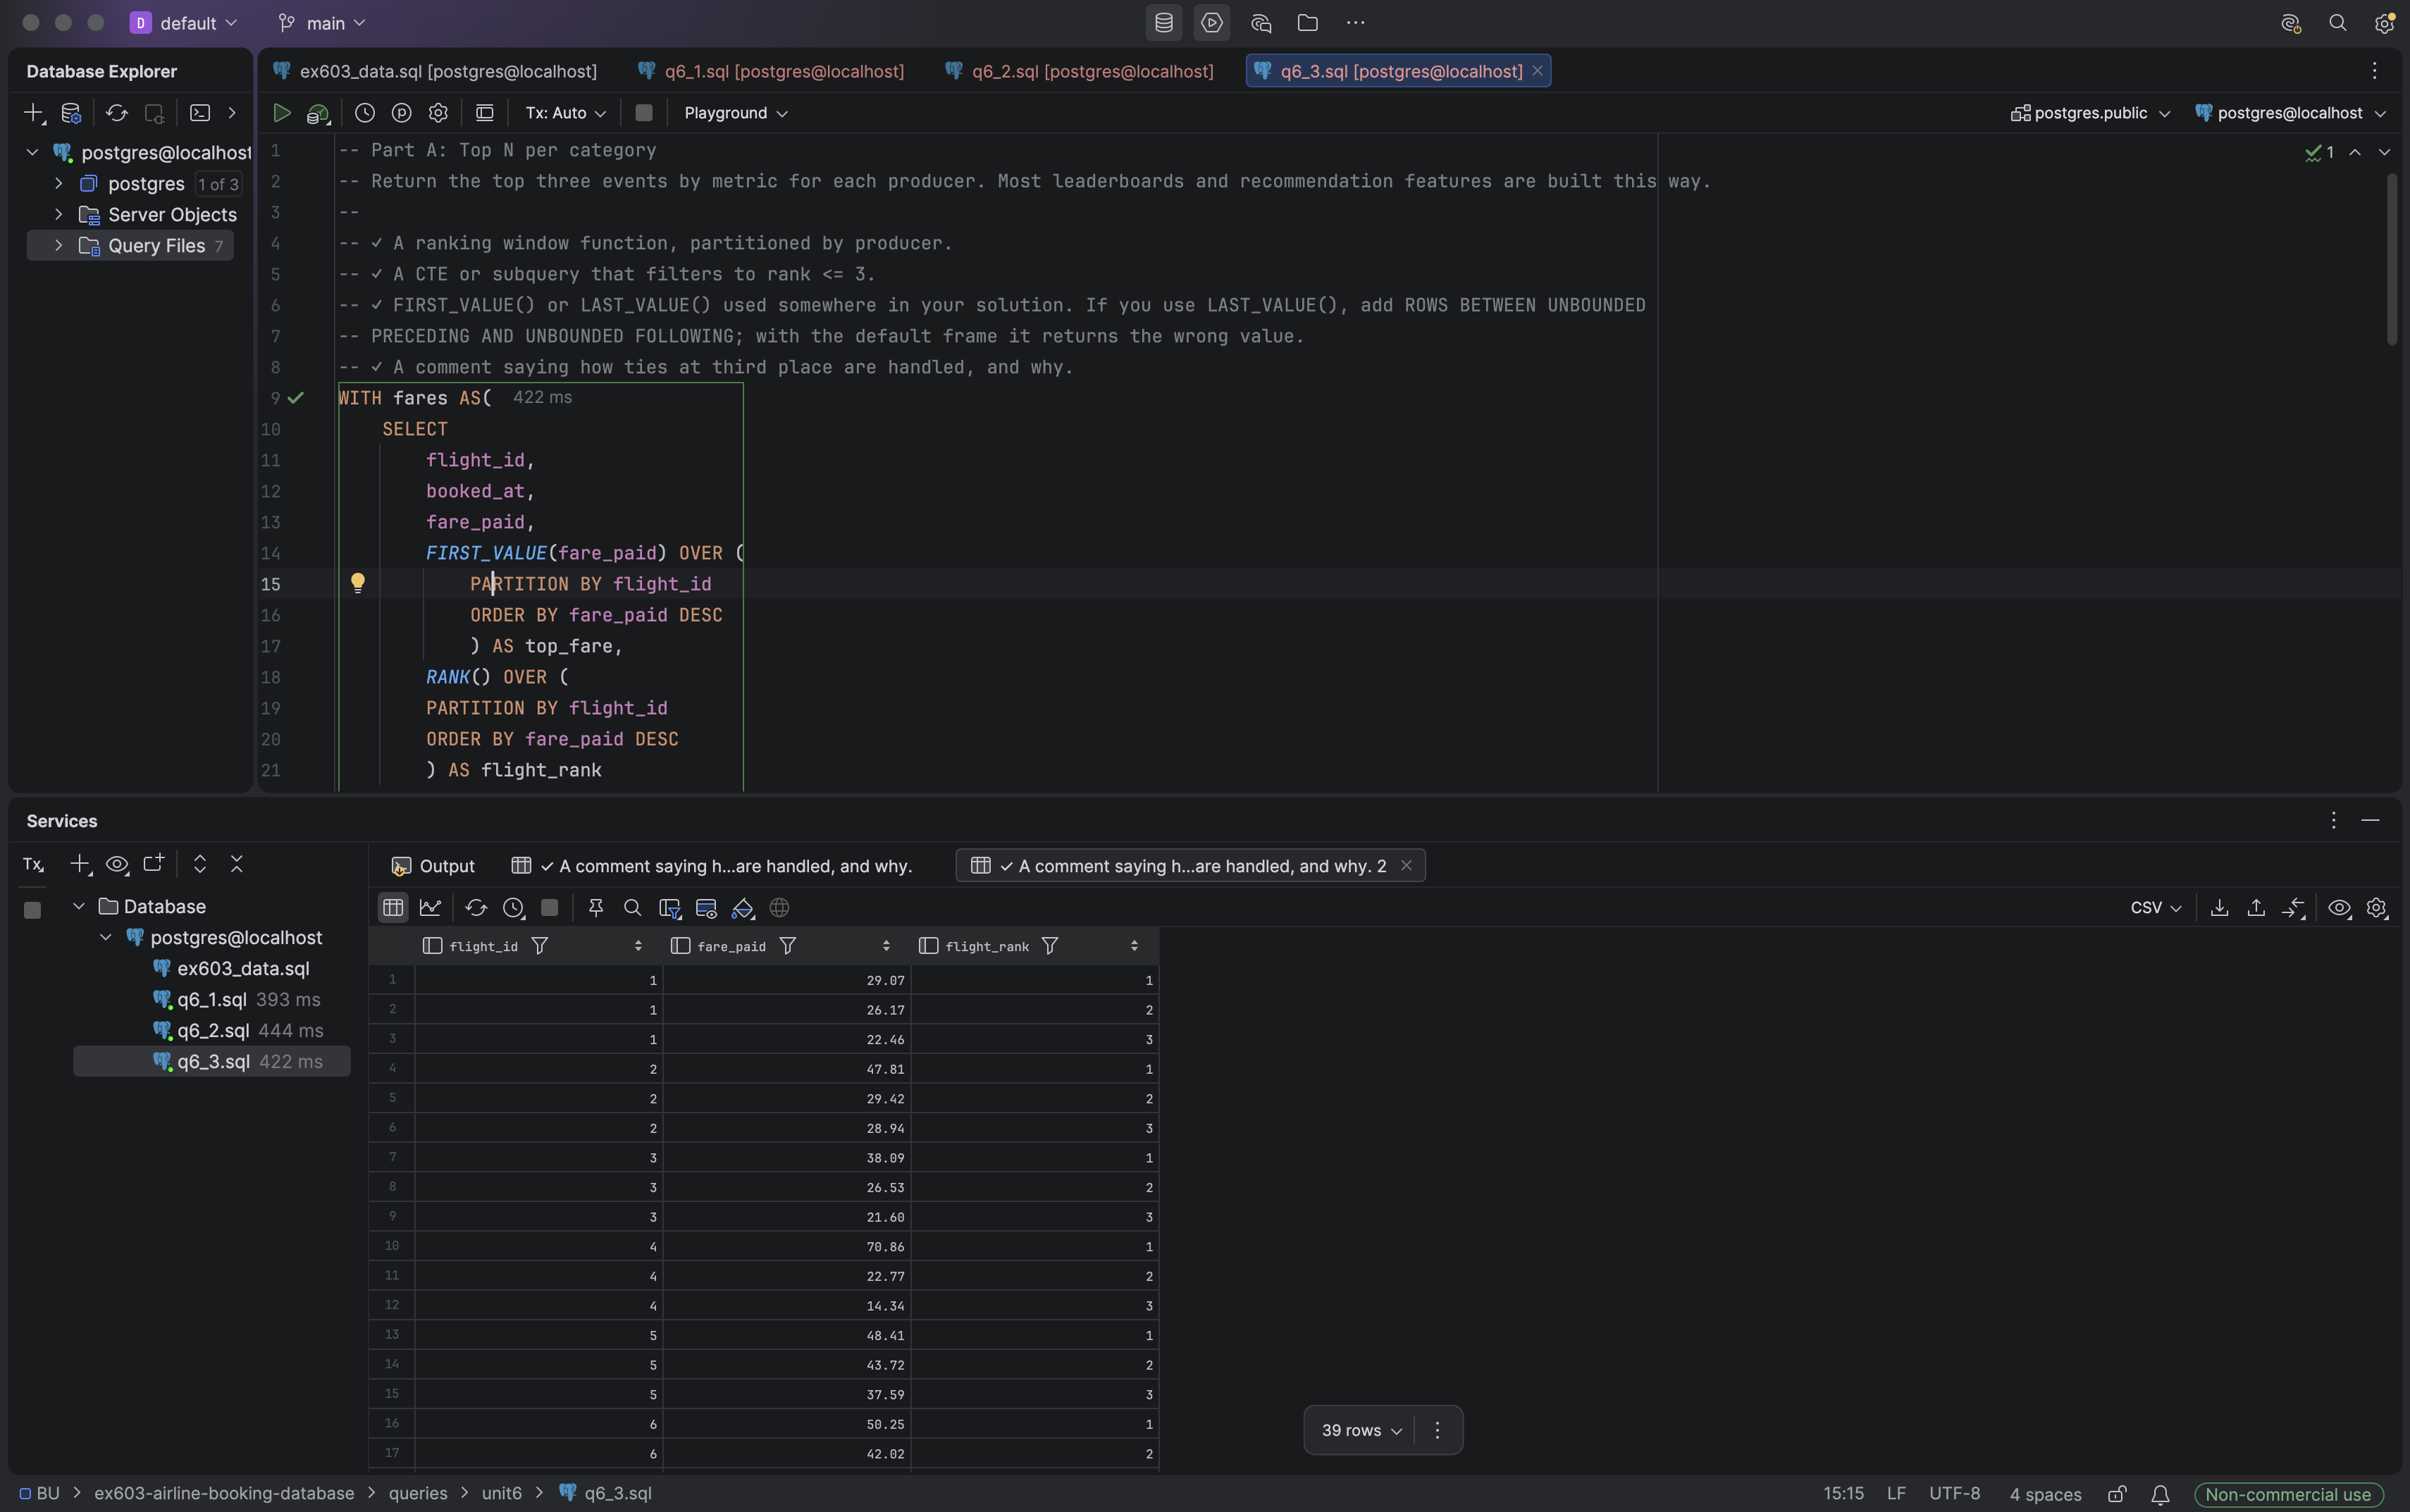 D default main
Database Explorer
ex603_data.sql [postgres@localhost] q6_1.sql [postgres@localhost] q6_2.sql [postgres@localhost] q6_3.sql [postgres@localhost]
Tx: Auto Playground postgres.public postgres@localhost
postgres@localhost
postgres 1 of 3
Server Objects
Query Files 7
1 -- Part A: Top N per category
1
2 -- Return the top three events by metric for each producer. Most leaderboards and recommendation features are built this way.
3 --
4 -- ✓ A ranking window function, partitioned by producer.
5 -- ✓ A CTE or subquery that filters to rank <= 3.
6 -- ✓ FIRST_VALUE() or LAST_VALUE() used somewhere in your solution. If you use LAST_VALUE(), add ROWS BETWEEN UNBOUNDED
7 -- PRECEDING AND UNBOUNDED FOLLOWING; with the default frame it returns the wrong value.
8 -- ✓ A comment saying how ties at third place are handled, and why.
9 WITH fares AS( 422 ms
10 SELECT
11 flight_id,
12 booked_at,
13 fare_paid,
14 FIRST_VALUE(fare_paid) OVER (
15 PARTITION BY flight_id
16 ORDER BY fare_paid DESC
17 ) AS top_fare,
18 RANK() OVER (
19 PARTITION BY flight_id
20 ORDER BY fare_paid DESC
21 ) AS flight_rank
Services
Tx
Database
postgres@localhost
ex603_data.sql
q6_1.sql 393 ms
q6_2.sql 444 ms
q6_3.sql 422 ms
Output ✓ A comment saying h...are handled, and why. ✓ A comment saying h...are handled, and why. 2
CSV
flight_id fare_paid flight_rank
1 1 29.07 1
2 1 26.17 2
3 1 22.46 3
4 2 47.81 1
5 2 29.42 2
6 2 28.94 3
7 3 38.09 1
8 3 26.53 2
9 3 21.60 3
10 4 70.86 1
11 4 22.77 2
12 4 14.34 3
13 5 48.41 1
14 5 43.72 2
15 5 37.59 3
16 6 50.25 1
17 6 42.02 2
39 rows
BU > ex603-airline-booking-database > queries > unit6 > q6_3.sql
15:15 LF UTF-8 4 spaces Non-commercial use